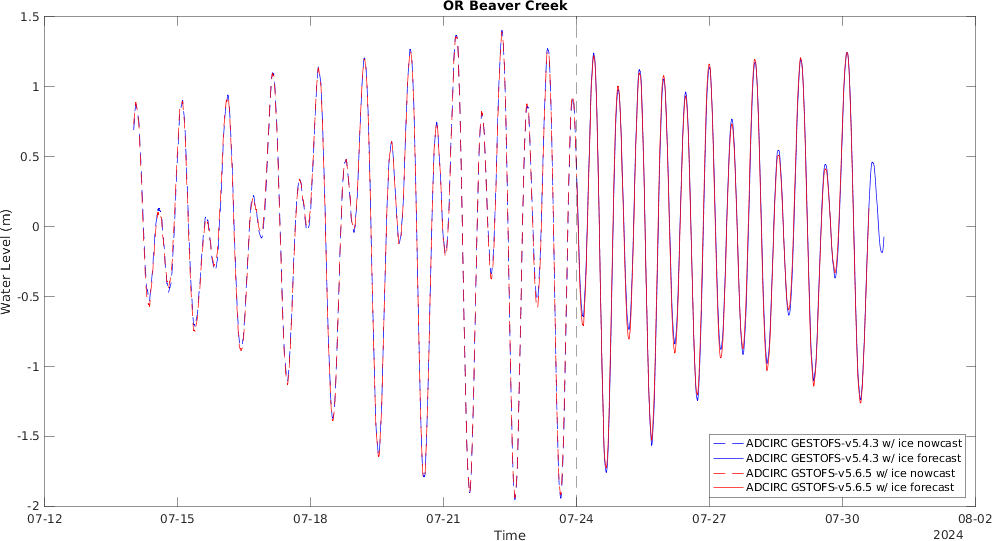 OR Beaver Creek
1.5
1
0.5
0
-0.5
-1
-1.5
-2
Water Level (m)
07-12 07-15 07-18 07-21 07-24 07-27 07-30 08-02
Time
2024
ADCIRC GESTOFS-v5.4.3 w/ ice nowcast
ADCIRC GESTOFS-v5.4.3 w/ ice forecast
ADCIRC GSTOFS-v5.6.5 w/ ice nowcast
ADCIRC GSTOFS-v5.6.5 w/ ice forecast